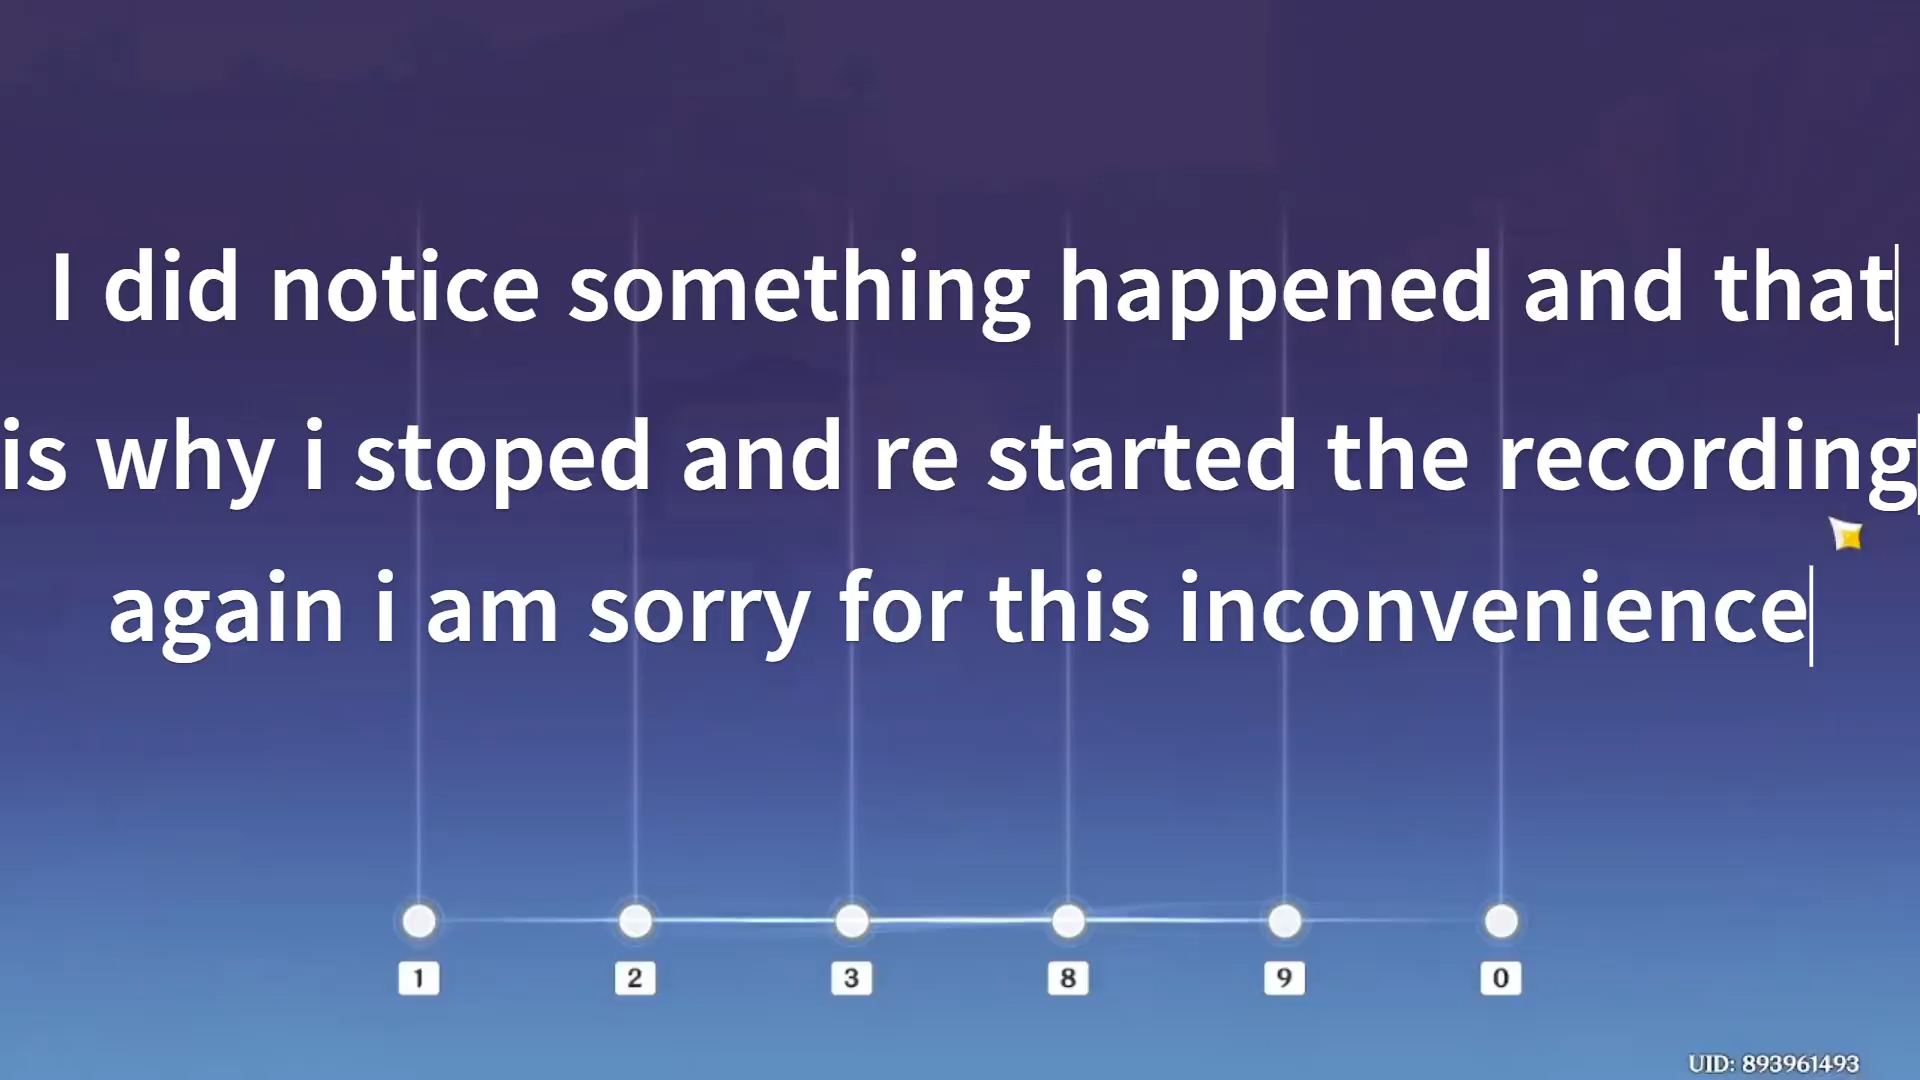 I did notice something happened and that
is why i stoped and re started the recording
again i am sorry for this inconvenience
1 2 3 8 9 0
UID: 893961493